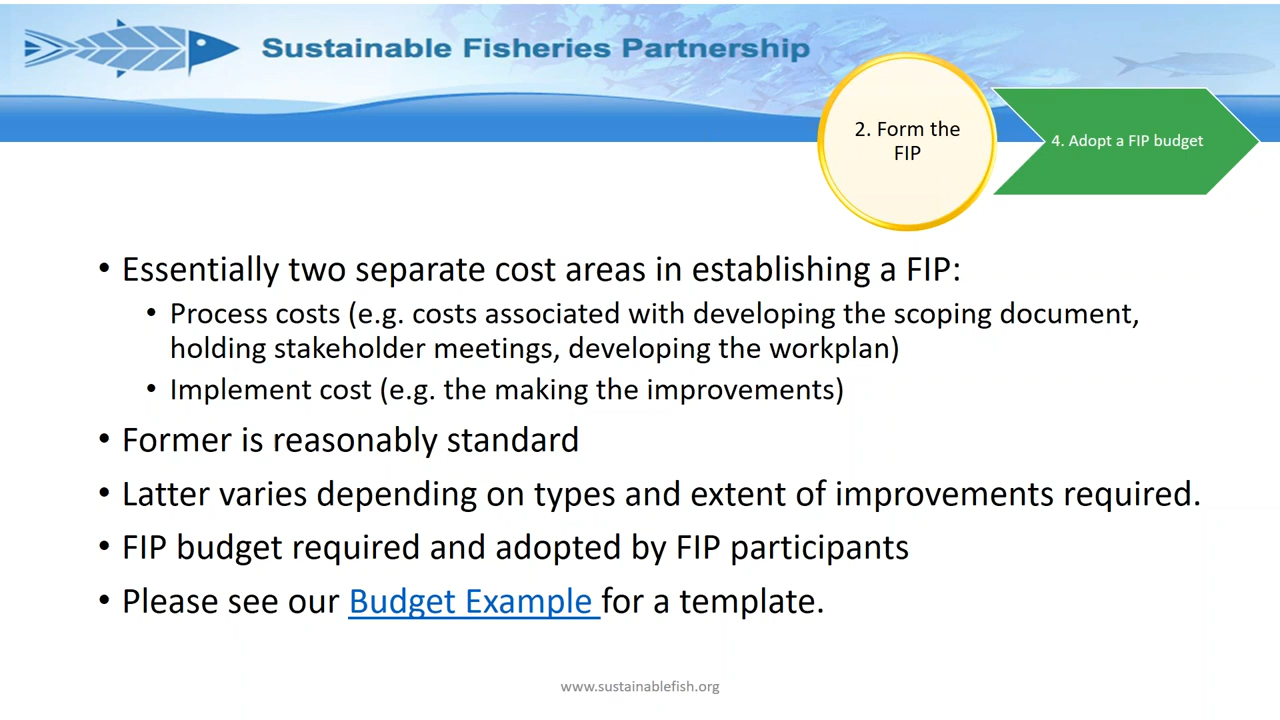 Sustainable Fisheries Partnership
2. Form the
FIP
4. Adopt a FIP budget
• Essentially two separate cost areas in establishing a FIP:
• Process costs (e.g. costs associated with developing the scoping document,
holding stakeholder meetings, developing the workplan)
• Implement cost (e.g. the making the improvements)
• Former is reasonably standard
• Latter varies depending on types and extent of improvements required.
• FIP budget required and adopted by FIP participants
• Please see our Budget Example for a template.
www.sustainablefish.org